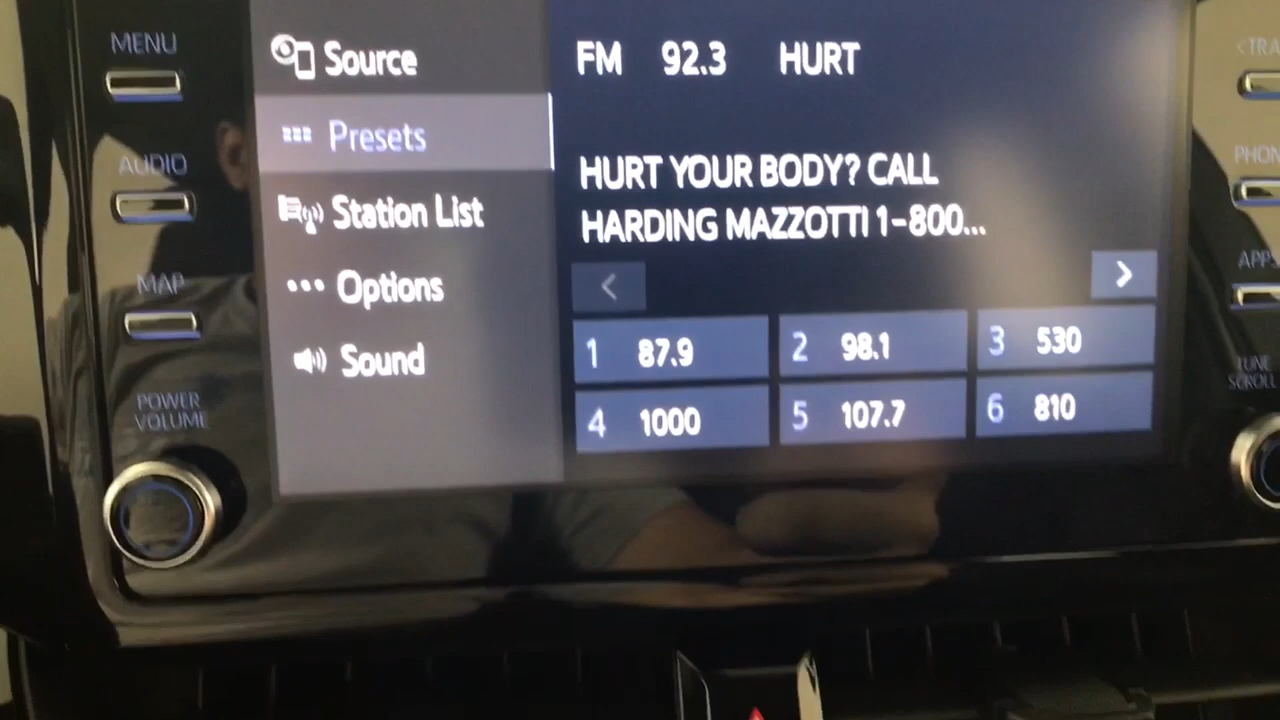 MENU
AUDIO
MAP
POWER
VOLUME
Source
Presets
Station List
Options
Sound
FM 92.3 HURT
HURT YOUR BODY? CALL
HARDING MAZZOTTI 1-800...
1 87.9 2 98.1 3 530
4 1000 5 107.7 6 810
<TRA
PHON
APPS
TUNE
SCROLL